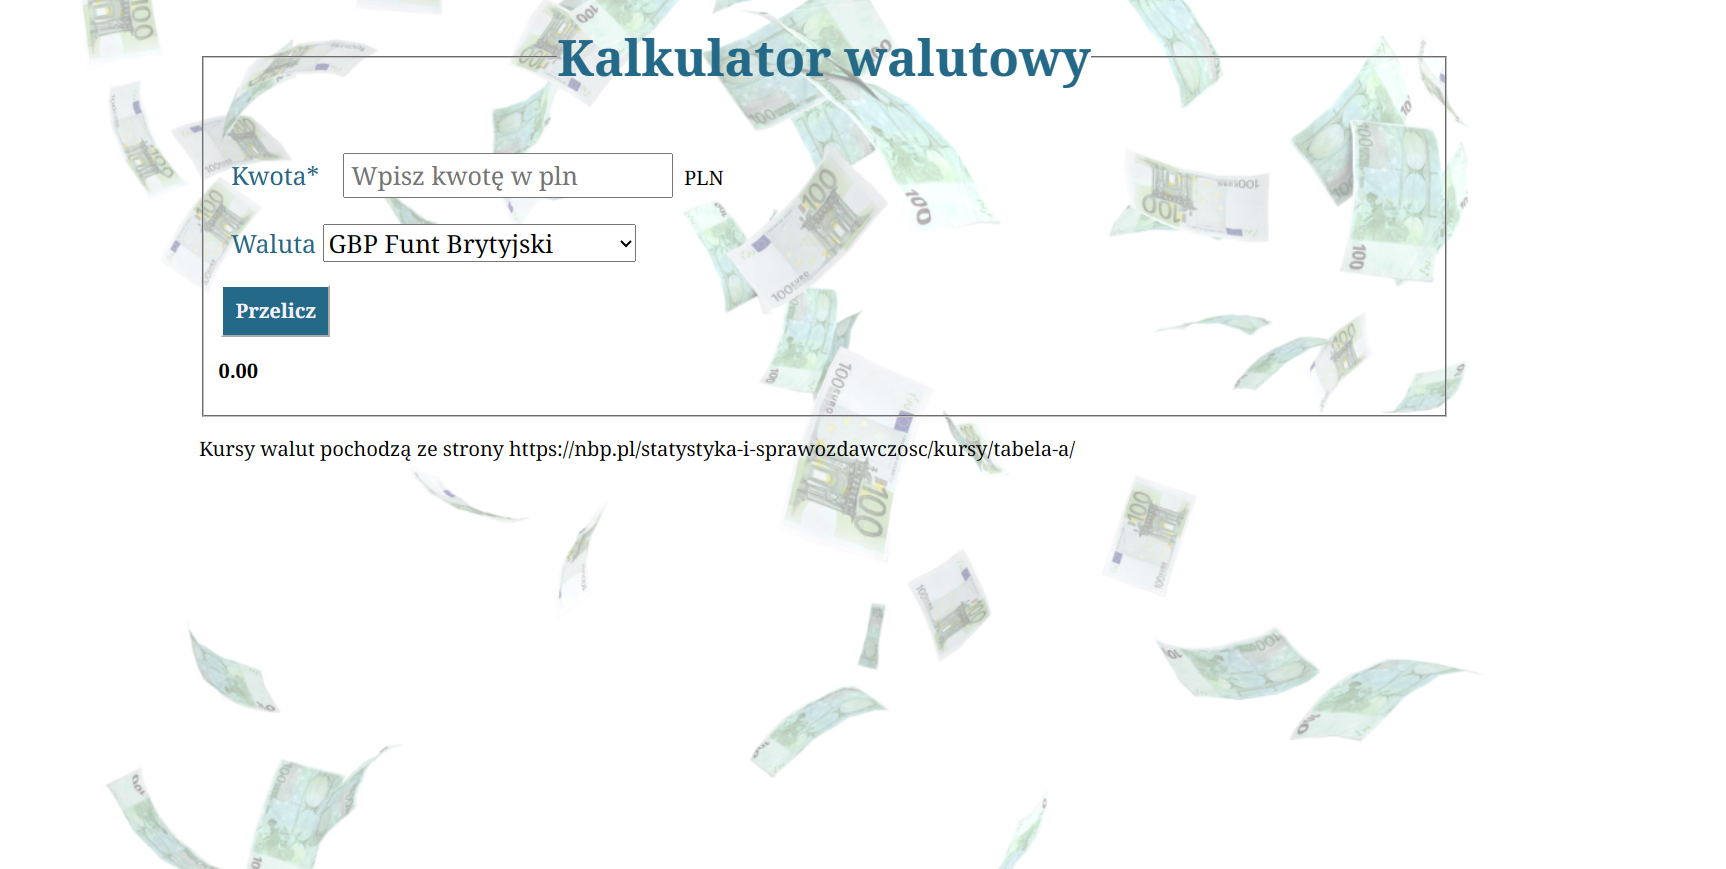 Kalkulator walutowy
Kwota* Wpisz kwotę w pln PLN
Waluta GBP Funt Brytyjski
Przelicz
0.00
Kursy walut pochodzą ze strony https://nbp.pl/statystyka-i-sprawozdawczosc/kursy/tabela-a/